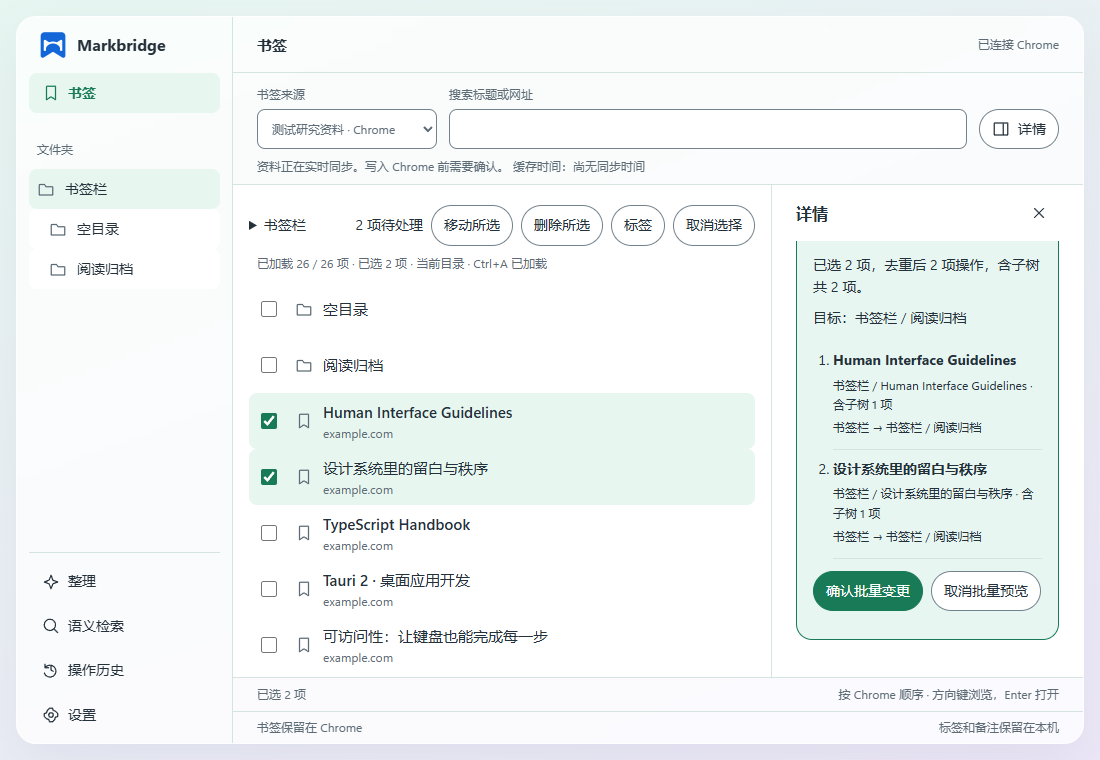 Markbridge
书签
文件夹
书签栏
空目录
阅读归档
整理
语义检索
操作历史
设置
书签
已连接 Chrome
书签来源
搜索标题或网址
测试研究资料 · Chrome
详情
资料正在实时同步。写入 Chrome 前需要确认。 缓存时间：尚无同步时间
书签栏
2 项待处理
移动所选
删除所选
标签
取消选择
已加载 26 / 26 项 · 已选 2 项 · 当前目录 · Ctrl+A 已加载
空目录
阅读归档
Human Interface Guidelines
example.com
设计系统里的留白与秩序
example.com
TypeScript Handbook
example.com
Tauri 2 · 桌面应用开发
example.com
可访问性：让键盘也能完成每一步
example.com
详情
已选 2 项，去重后 2 项操作，含子树
共 2 项。
目标：书签栏 / 阅读归档
1. Human Interface Guidelines
书签栏 / Human Interface Guidelines ·
含子树 1 项
书签栏 → 书签栏 / 阅读归档
2. 设计系统里的留白与秩序
书签栏 / 设计系统里的留白与秩序 · 含
子树 1 项
书签栏 → 书签栏 / 阅读归档
确认批量变更
取消批量预览
已选 2 项
按 Chrome 顺序 · 方向键浏览，Enter 打开
书签保留在 Chrome
标签和备注保留在本机